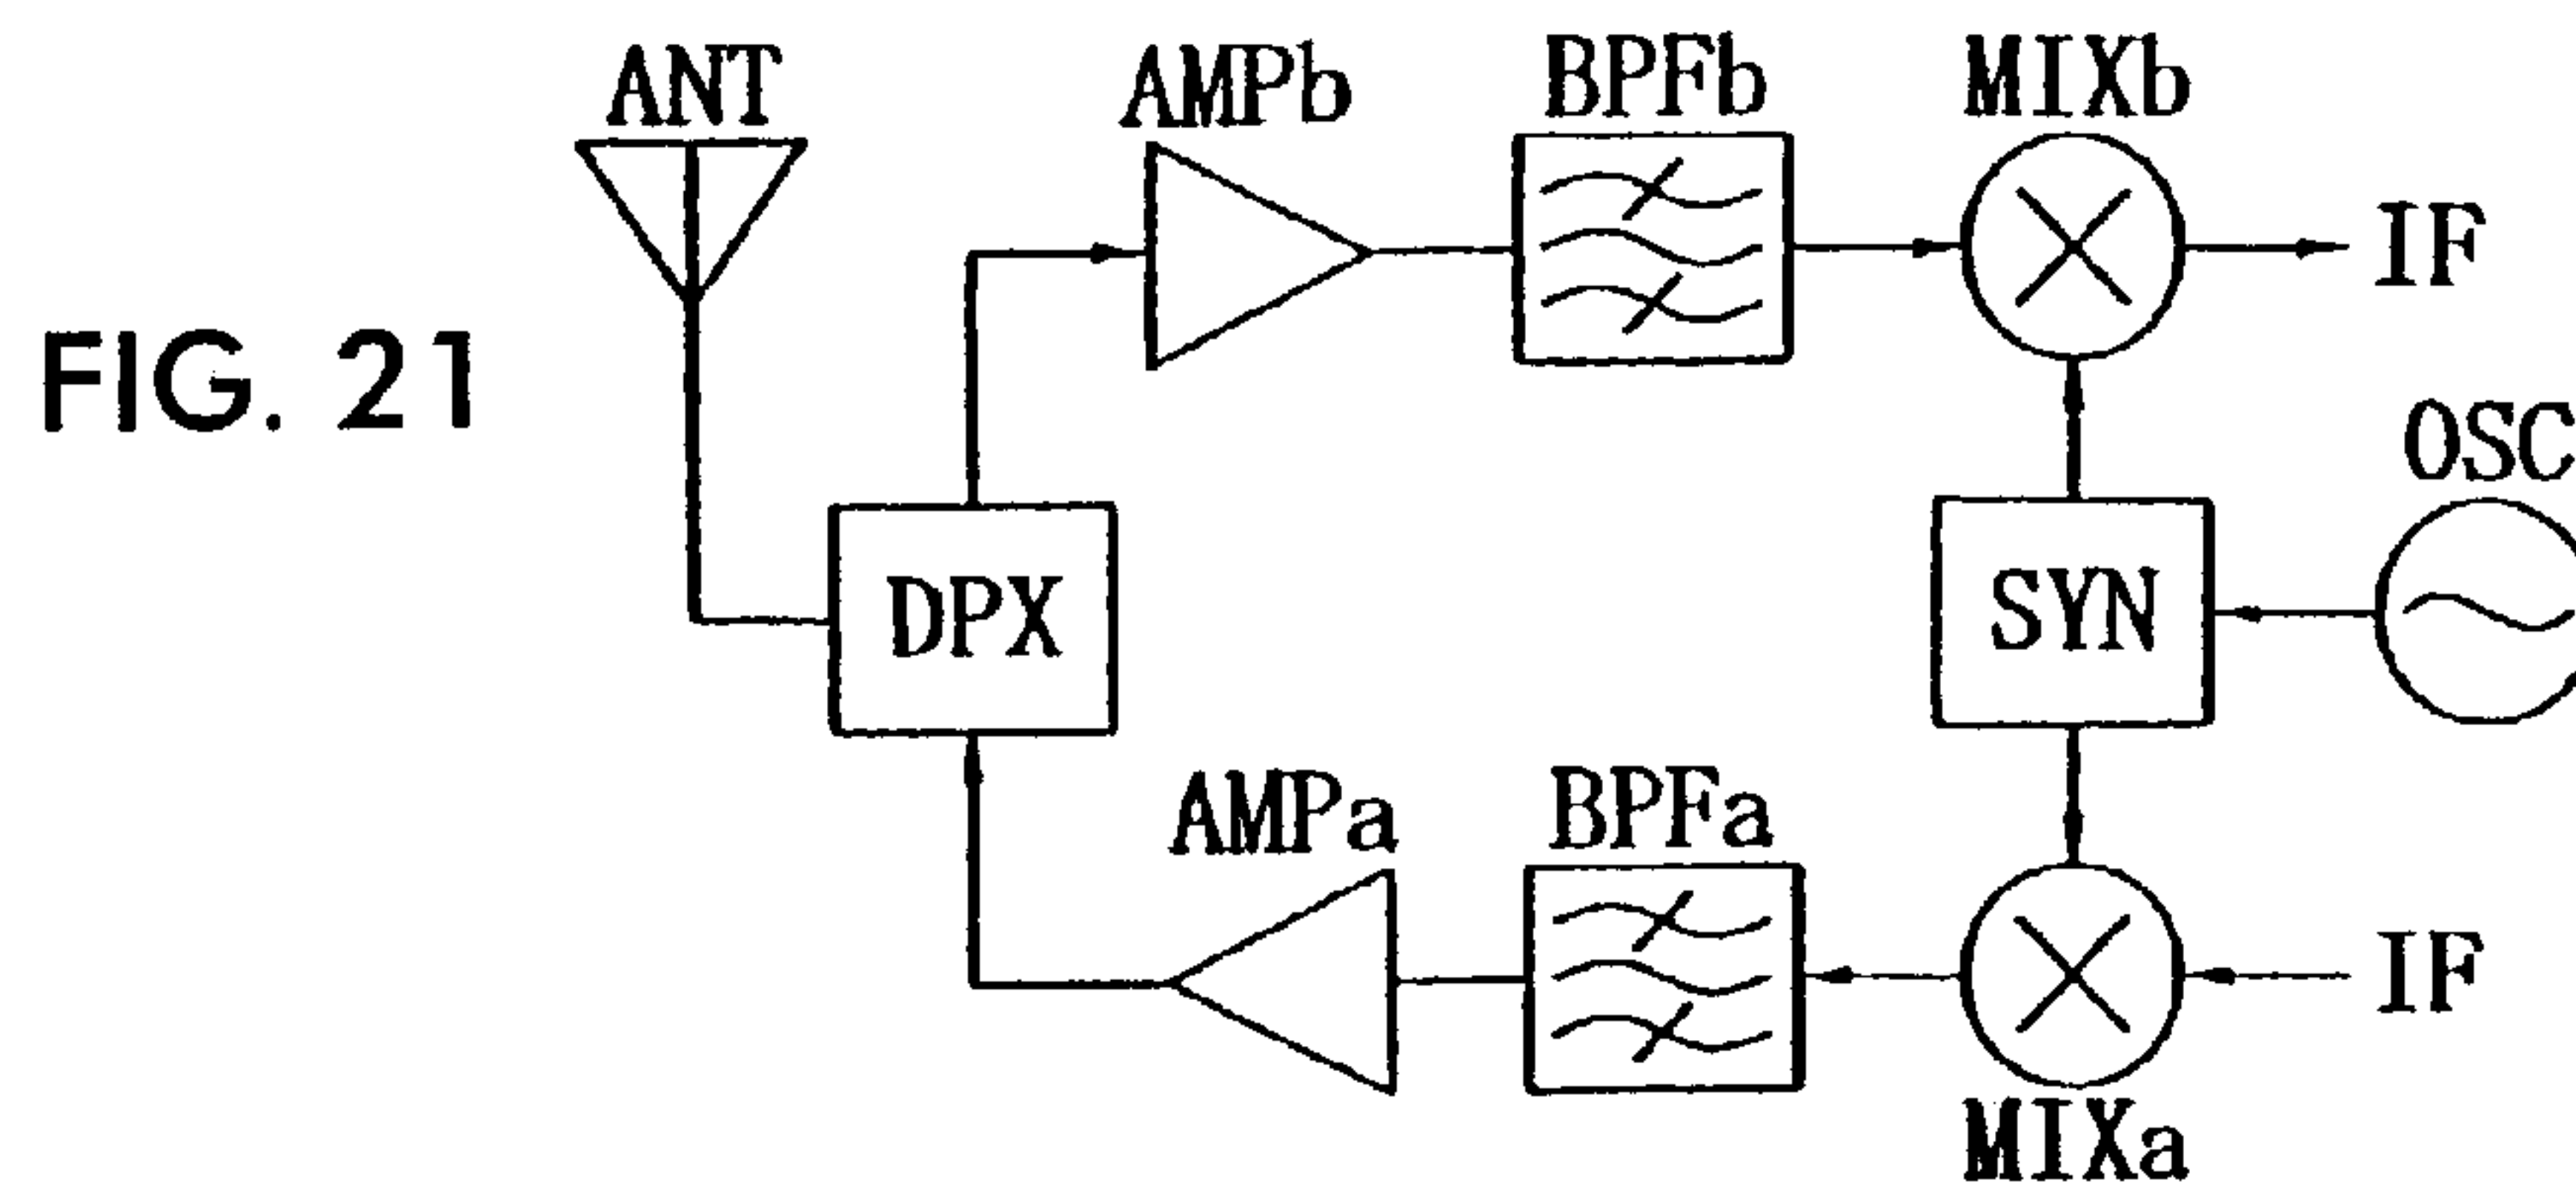 ANT
AMPb
BPFb
MIXb
IF
FIG. 21
OSC
DPX
SYN
AMPa
BPFa
IF
MIXa